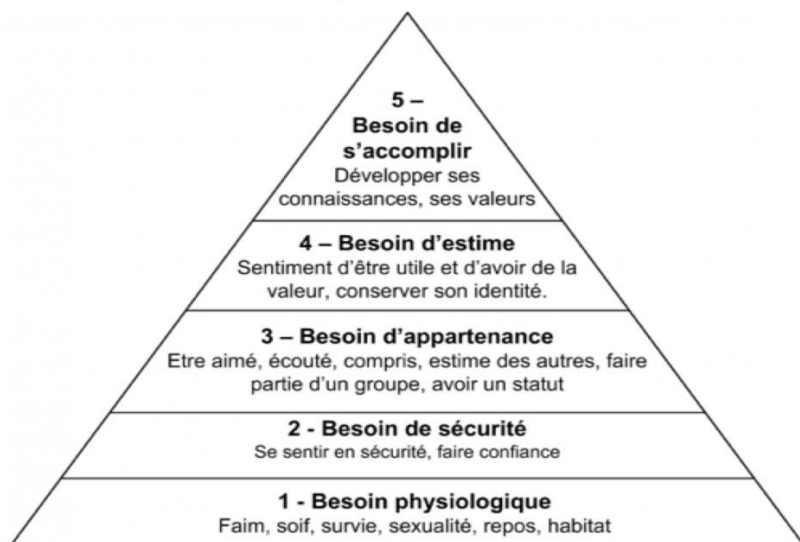 5 –
Besoin de
s’accomplir
Développer ses
connaissances, ses valeurs
4 – Besoin d’estime
Sentiment d’être utile et d’avoir de la
valeur, conserver son identité.
3 – Besoin d’appartenance
Etre aimé, écouté, compris, estime des autres, faire
partie d’un groupe, avoir un statut
2 - Besoin de sécurité
Se sentir en sécurité, faire confiance
1 - Besoin physiologique
Faim, soif, survie, sexualité, repos, habitat